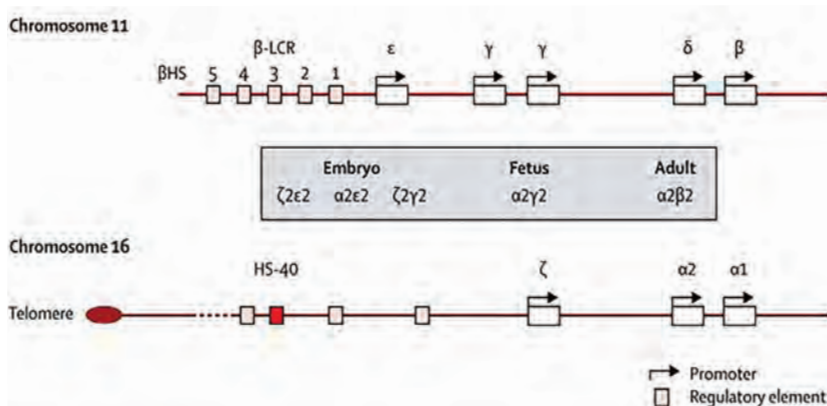 Chromosome 11
β-LCR ε γ γ δ β
βHS 5 4 3 2 1
Embryo Fetus Adult
ζ2ε2 α2ε2 ζ2γ2 α2γ2 α2β2
Chromosome 16
HS-40 ζ α2 α1
Telomere
Promoter
Regulatory element